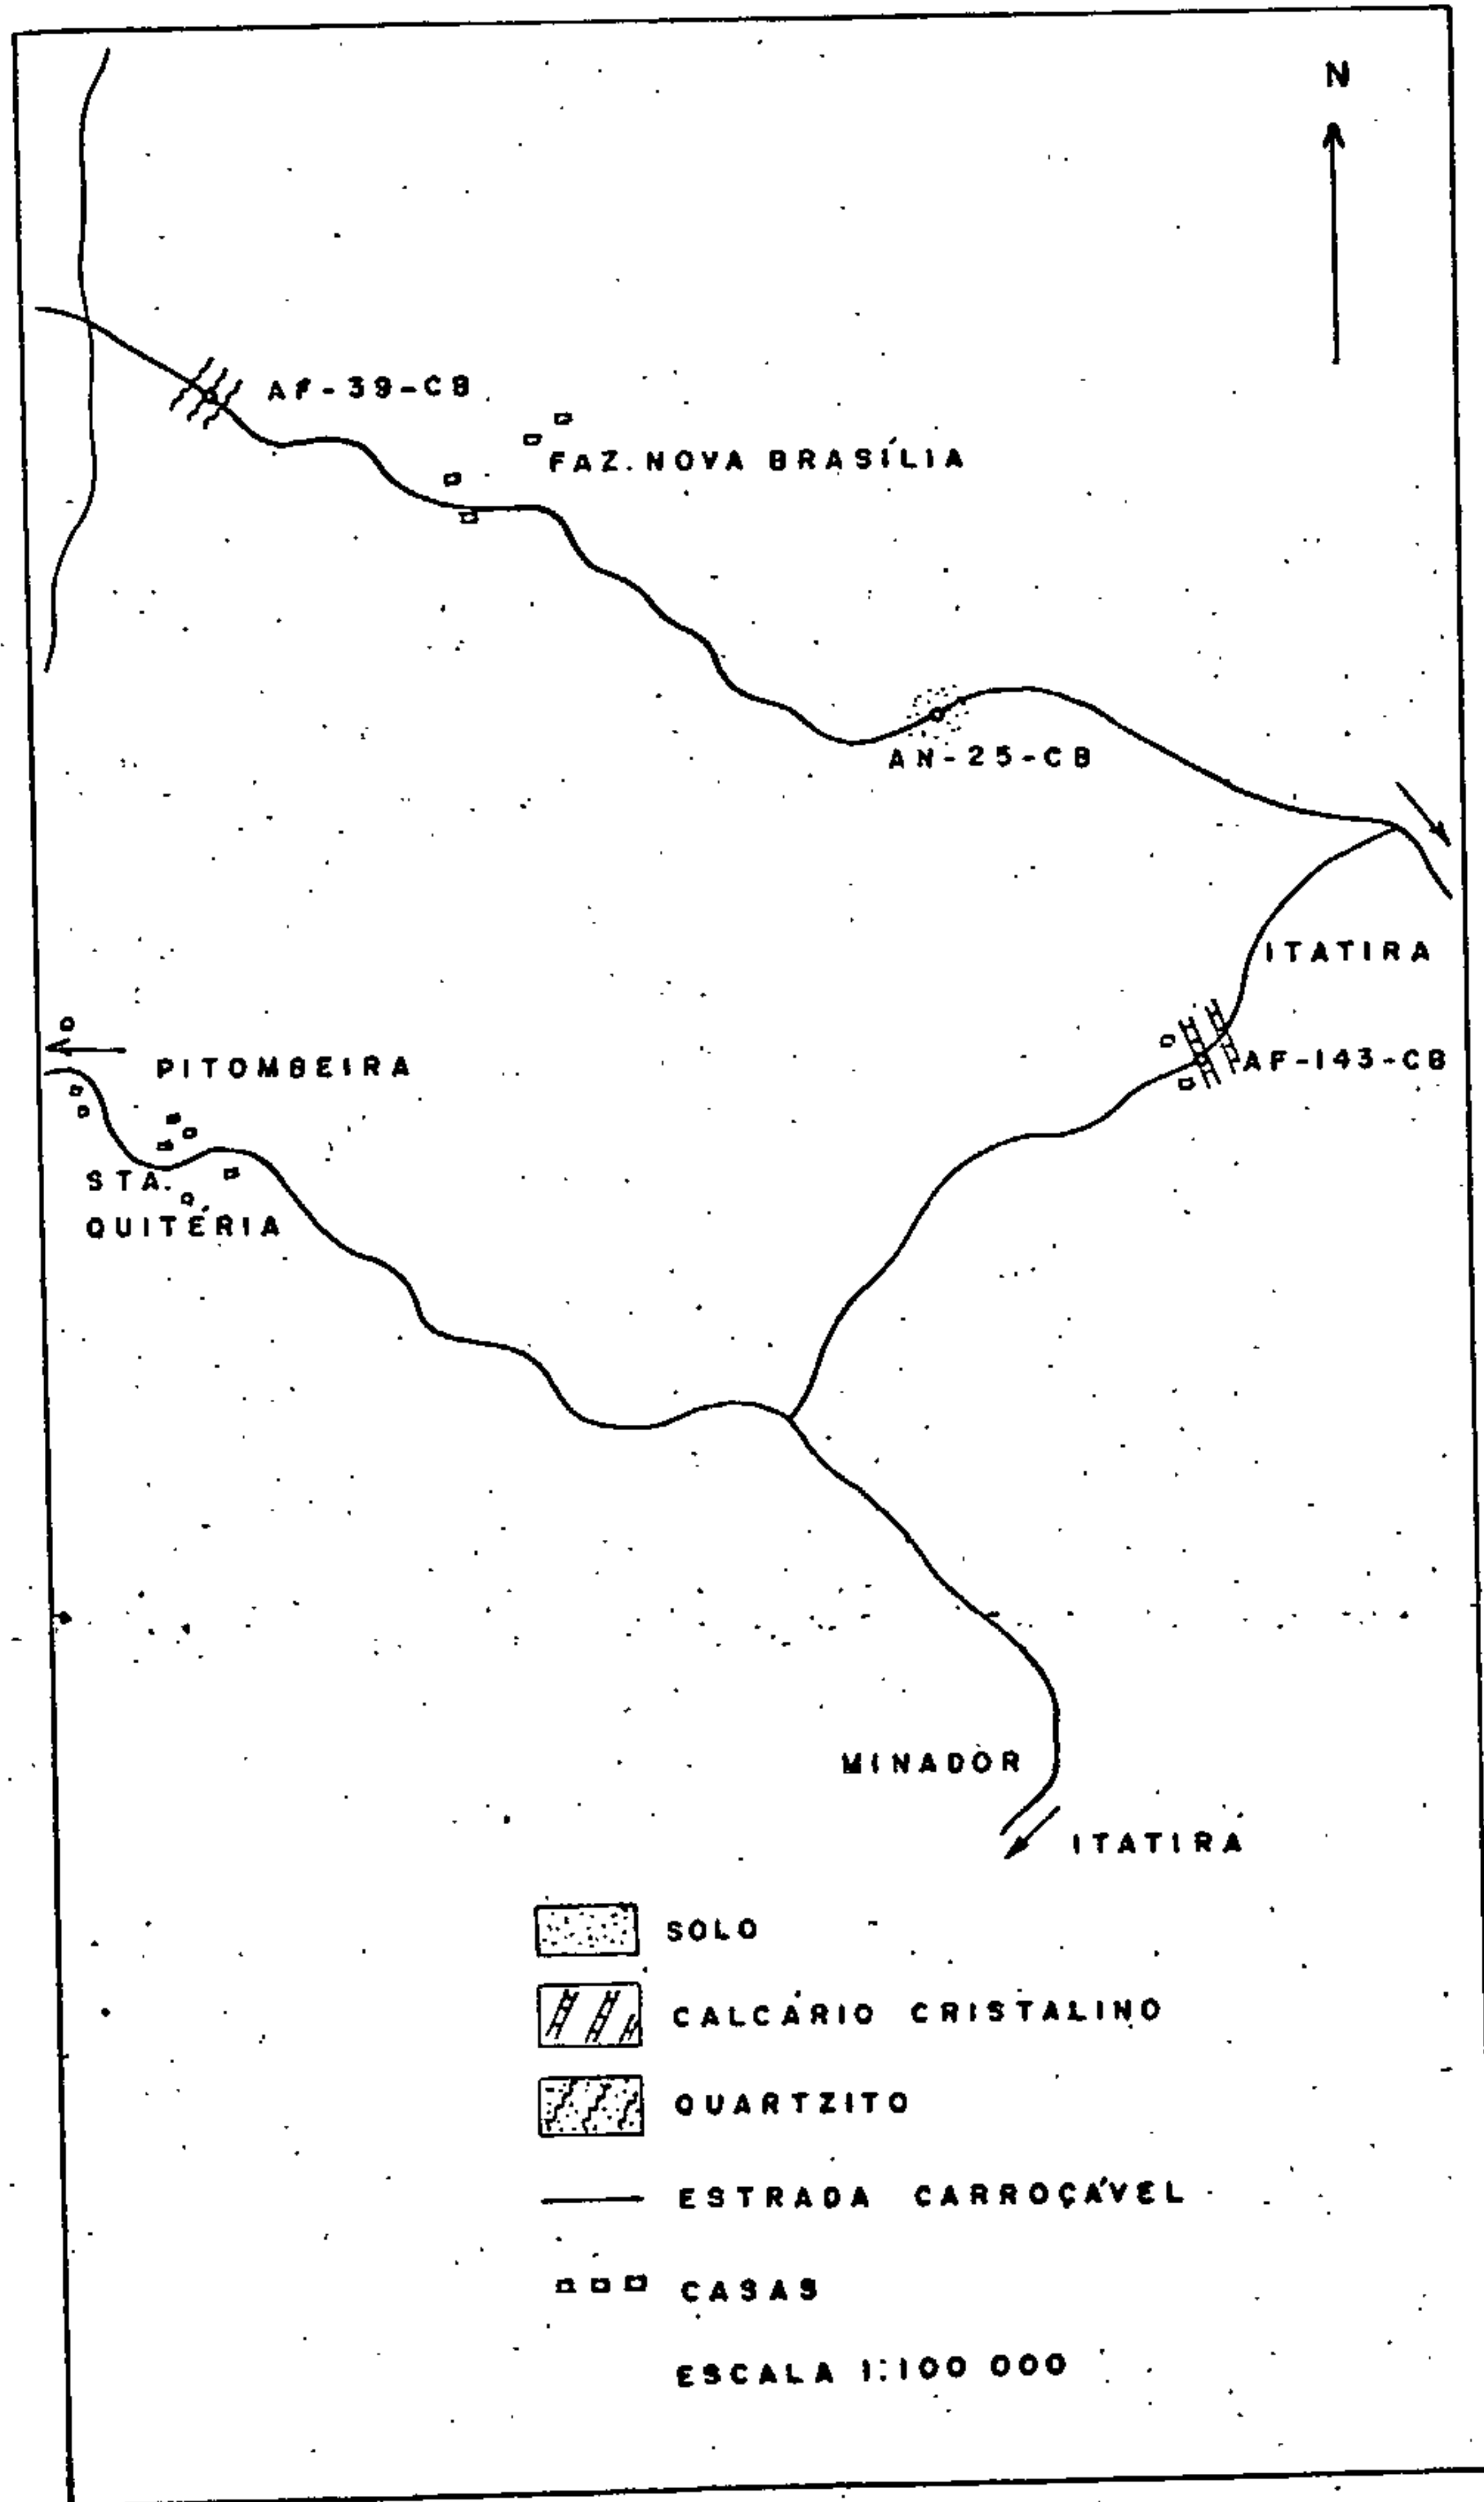 N
AF-39-CB
FAZ. NOVA BRASÍLIA
AN-25-CB
ITATIRA
PITOMBEIRA
AF-143-CB
STA.
QUITÉRIA
MINADOR
ITATIRA
SOLO
CALCÁRIO CRISTALINO
QUARTZITO
ESTRADA CARROÇÁVEL
CASAS
ESCALA 1:100 000